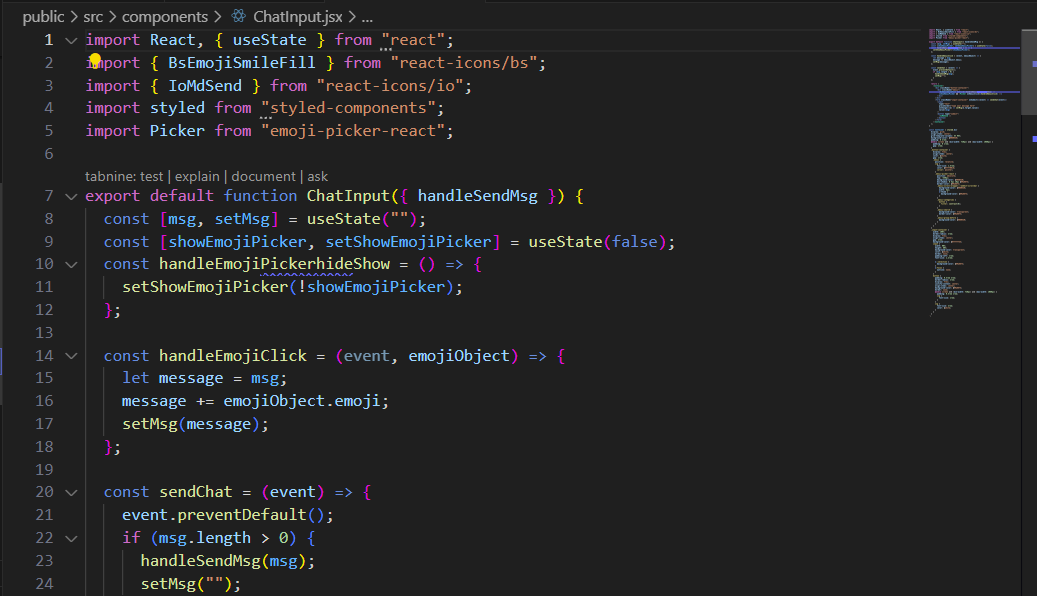 public > src > components > ChatInput.jsx > ...
1 import React, { useState } from "react";
2 import { BsEmojiSmileFill } from "react-icons/bs";
3 import { IoMdSend } from "react-icons/io";
4 import styled from "styled-components";
5 import Picker from "emoji-picker-react";
6
tabnine: test | explain | document | ask
7 export default function ChatInput({ handleSendMsg }) {
8 const [msg, setMsg] = useState("");
9 const [showEmojiPicker, setShowEmojiPicker] = useState(false);
10 const handleEmojiPickerhideShow = () => {
11 setShowEmojiPicker(!showEmojiPicker);
12 };
13
14 const handleEmojiClick = (event, emojiObject) => {
15 let message = msg;
16 message += emojiObject.emoji;
17 setMsg(message);
18 };
19
20 const sendChat = (event) => {
21 event.preventDefault();
22 if (msg.length > 0) {
23 handleSendMsg(msg);
24 setMsg("");